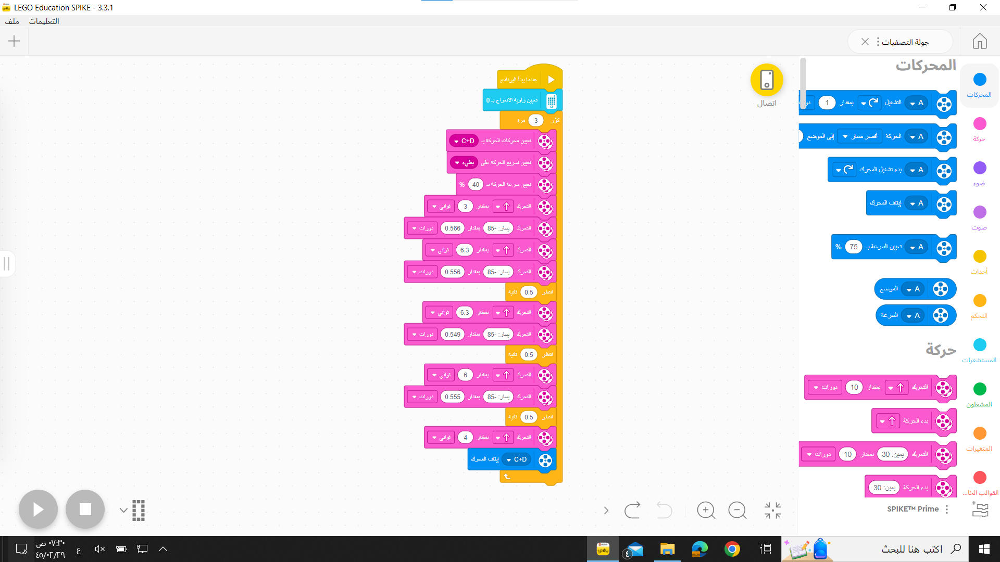 LEGO Education SPIKE - 3.3.1
ملف التعليمات
جولة التصفيات
اتصال
عندما يبدأ البرنامج
تعيين زاوية الانعراج بـ 0
كرّر 3 مرة
تعيين محركات الحركة بـ C+D
تعيين تسريع الحركة على بطيء
تعيين سرعة الحركة بـ 40 %
التحرك بمقدار 3 ثواني
التحرك يسار: -85 بمقدار 0.566 دورات
التحرك بمقدار 6.3 ثواني
التحرك يسار: -85 بمقدار 0.556 دورات
انتظر 0.5 ثانية
التحرك بمقدار 6.3 ثواني
التحرك يسار: -85 بمقدار 0.549 دورات
انتظر 0.5 ثانية
التحرك بمقدار 6 ثواني
التحرك يسار: -85 بمقدار 0.555 دورات
انتظر 0.5 ثانية
التحرك بمقدار 4 ثواني
C+D إيقاف المحرك
المحركات
A التشغيل بمقدار 1
A الحركة أقصر مسار إلى الموضع
A بدء تشغيل المحرك
A إيقاف المحرك
A تعيين السرعة بـ 75 %
A الموضع
A السرعة
حركة
التحرك بمقدار 10 دورات
بدء الحركة
التحرك يمين: 30 بمقدار 10 دورات
بدء الحركة يمين: 30
المحركات
حركة
ضوء
صوت
أحداث
التحكم
المستشعرات
المشغلون
المتغيرات
القوالب الخا...
SPIKE™ Prime
اكتب هنا للبحث
٤
ع
٠٧:٣٠ ص
٤٥/٠٢/٢٩